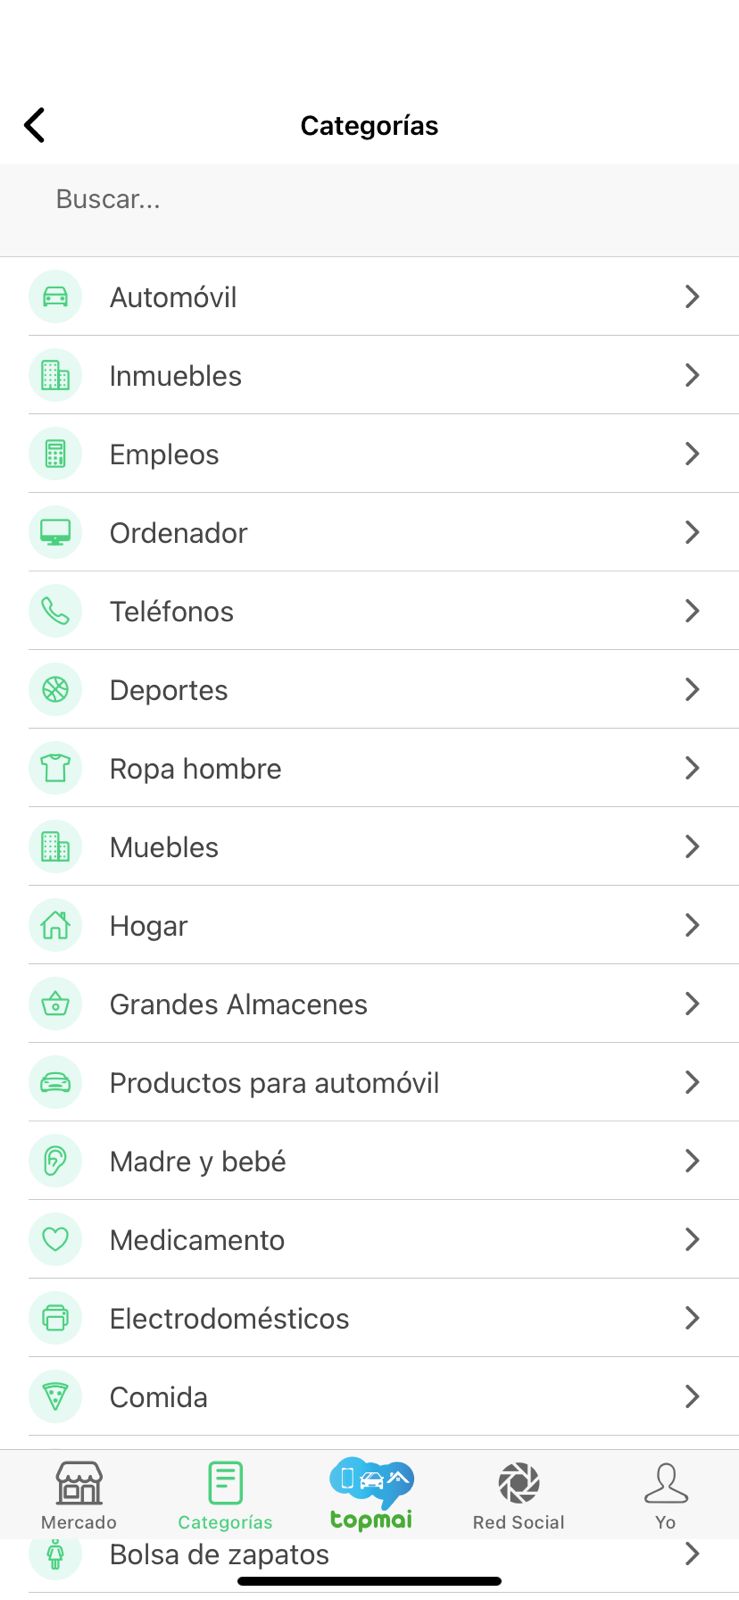 Categorías
Buscar...
Automóvil
Inmuebles
Empleos
Ordenador
Teléfonos
Deportes
Ropa hombre
Muebles
Hogar
Grandes Almacenes
Productos para automóvil
Madre y bebé
Medicamento
Electrodomésticos
Comida
Mercado
Categorías
topmai
Red Social
Yo
Bolsa de zapatos